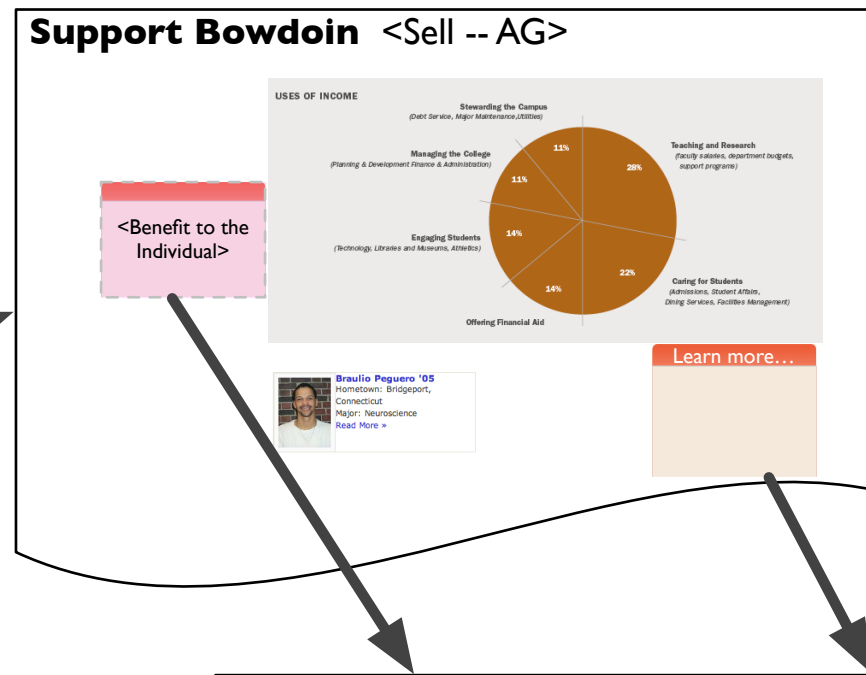 Support Bowdoin <Sell -- AG>
USES OF INCOME
Stewarding the Campus
(Debt Service, Major Maintenance,Utilities)
11%
Managing the College
(Planning & Development Finance & Administration)
11%
Teaching and Research
(faculty salaries, department budgets,
support programs)
28%
<Benefit to the
Individual>
Engaging Students
(Technology, Libraries and Museums, Athletics)
14%
Offering Financial Aid
14%
22%
Caring for Students
(Admissions, Student Affairs,
Dining Services, Facilities Management)
Learn more...
Braulio Peguero '05
Hometown: Bridgeport,
Connecticut
Major: Neuroscience
Read More »